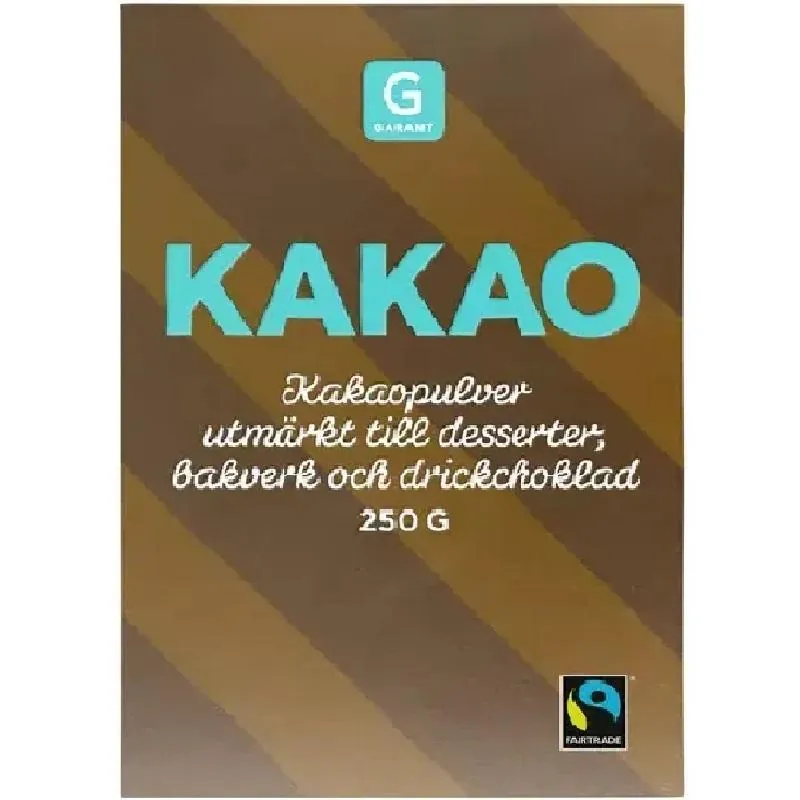 G
GARANT
KAKAO
Kakaopulver
utmärkt till desserter,
bakverk och drickchoklad
250 G
FAIRTRADE